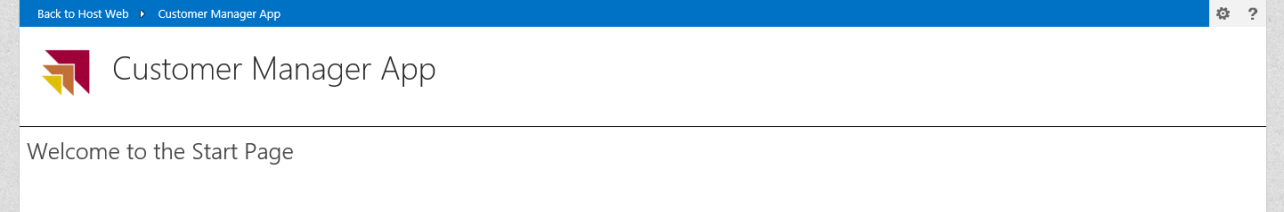 Back to Host Web Customer Manager App ?
Customer Manager App
Welcome to the Start Page